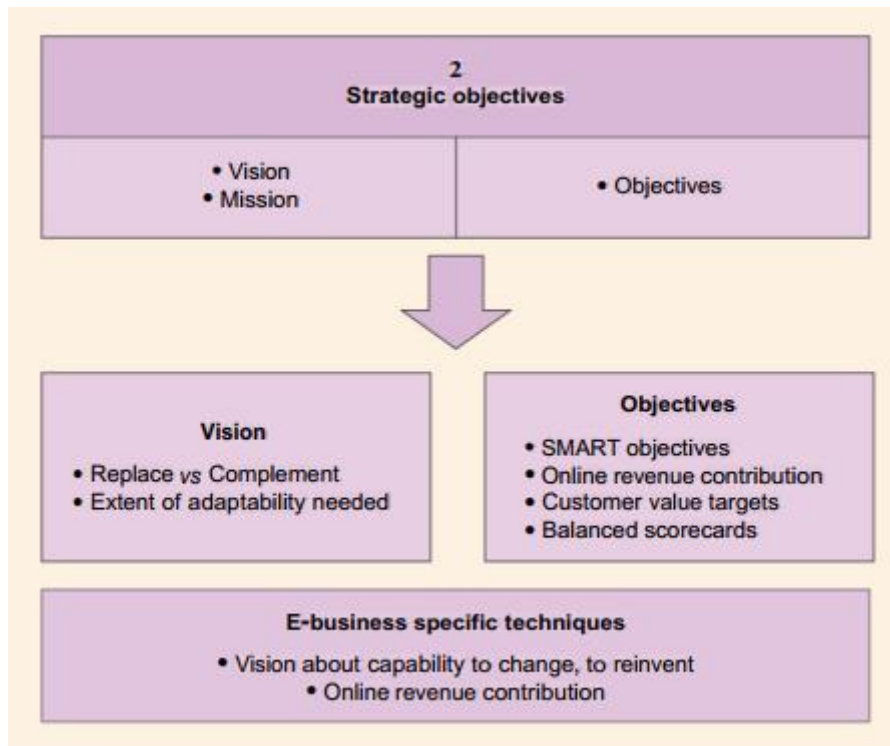 2
Strategic objectives
• Vision
• Mission
• Objectives
Vision
• Replace vs Complement
• Extent of adaptability needed
Objectives
• SMART objectives
• Online revenue contribution
• Customer value targets
• Balanced scorecards
E-business specific techniques
• Vision about capability to change, to reinvent
• Online revenue contribution